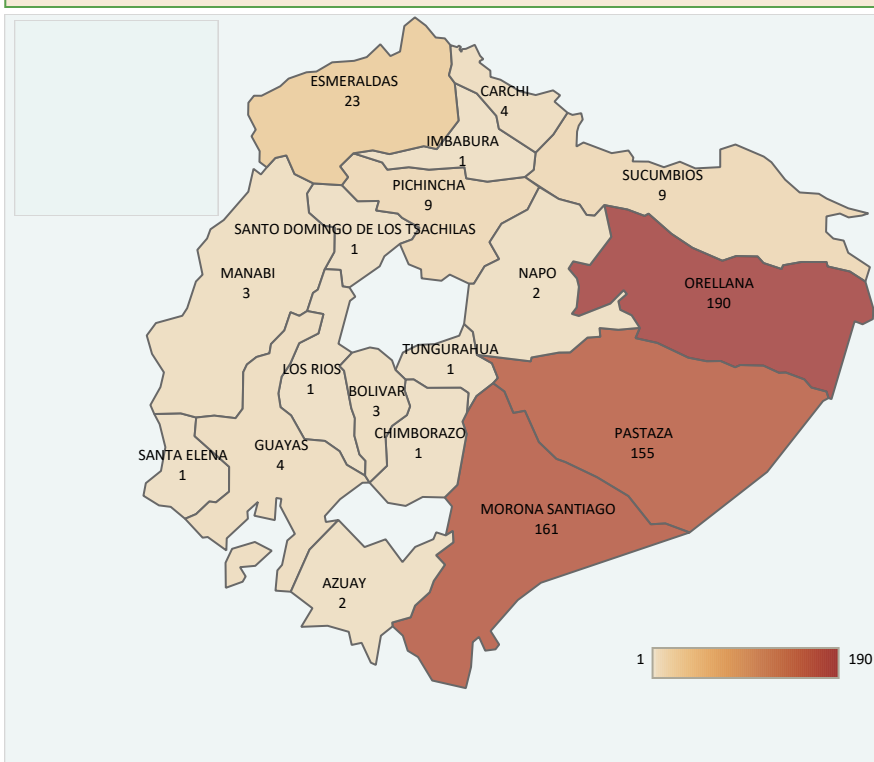 ESMERALDAS
23
CARCHI
4
IMBABURA
1
SUCUMBIOS
9
PICHINCHA
9
SANTO DOMINGO DE LOS TSACHILAS
1
MANABI
3
NAPO
2
ORELLANA
190
TUNGURAHUA
1
LOS RIOS
1
BOLIVAR
3
CHIMBORAZO
1
PASTAZA
155
SANTA ELENA
1
GUAYAS
4
MORONA SANTIAGO
161
AZUAY
2
1
190